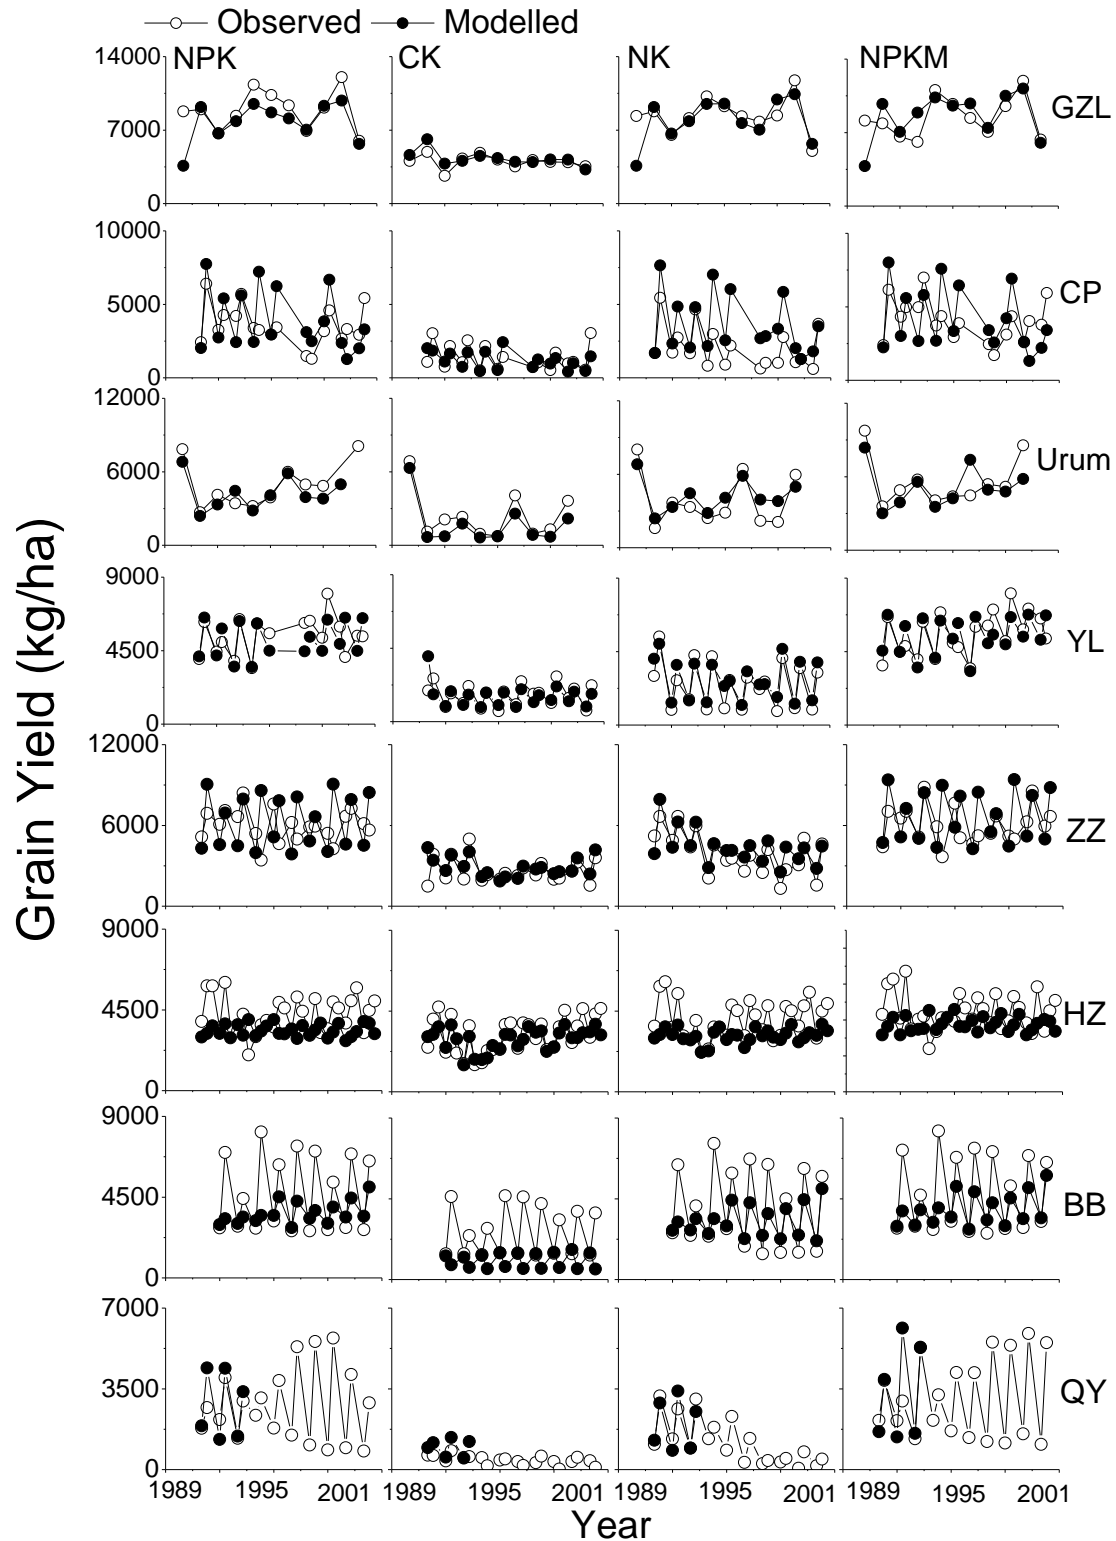 Observed Modelled
NPK CK NK NPKM
14000
7000
0
GZL
10000
5000
0
CP
12000
6000
0
Urum
9000
4500
0
YL
12000
6000
0
ZZ
9000
4500
0
HZ
9000
4500
0
BB
7000
3500
0
QY
1989 1995 2001 1989 1995 2001 1989 1995 2001 1989 1995 2001
Year
Grain Yield (kg/ha)